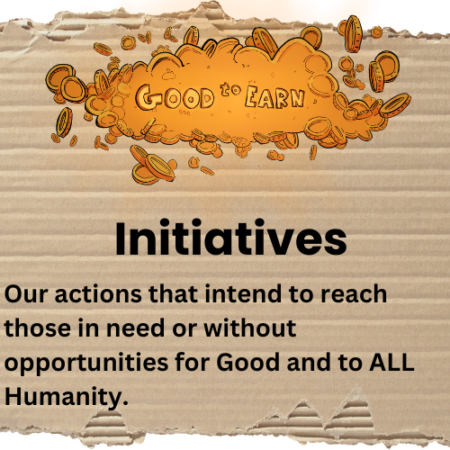 GOOD to EARN
Initiatives
Our actions that intend to reach
those in need or without
opportunities for Good and to ALL
Humanity.